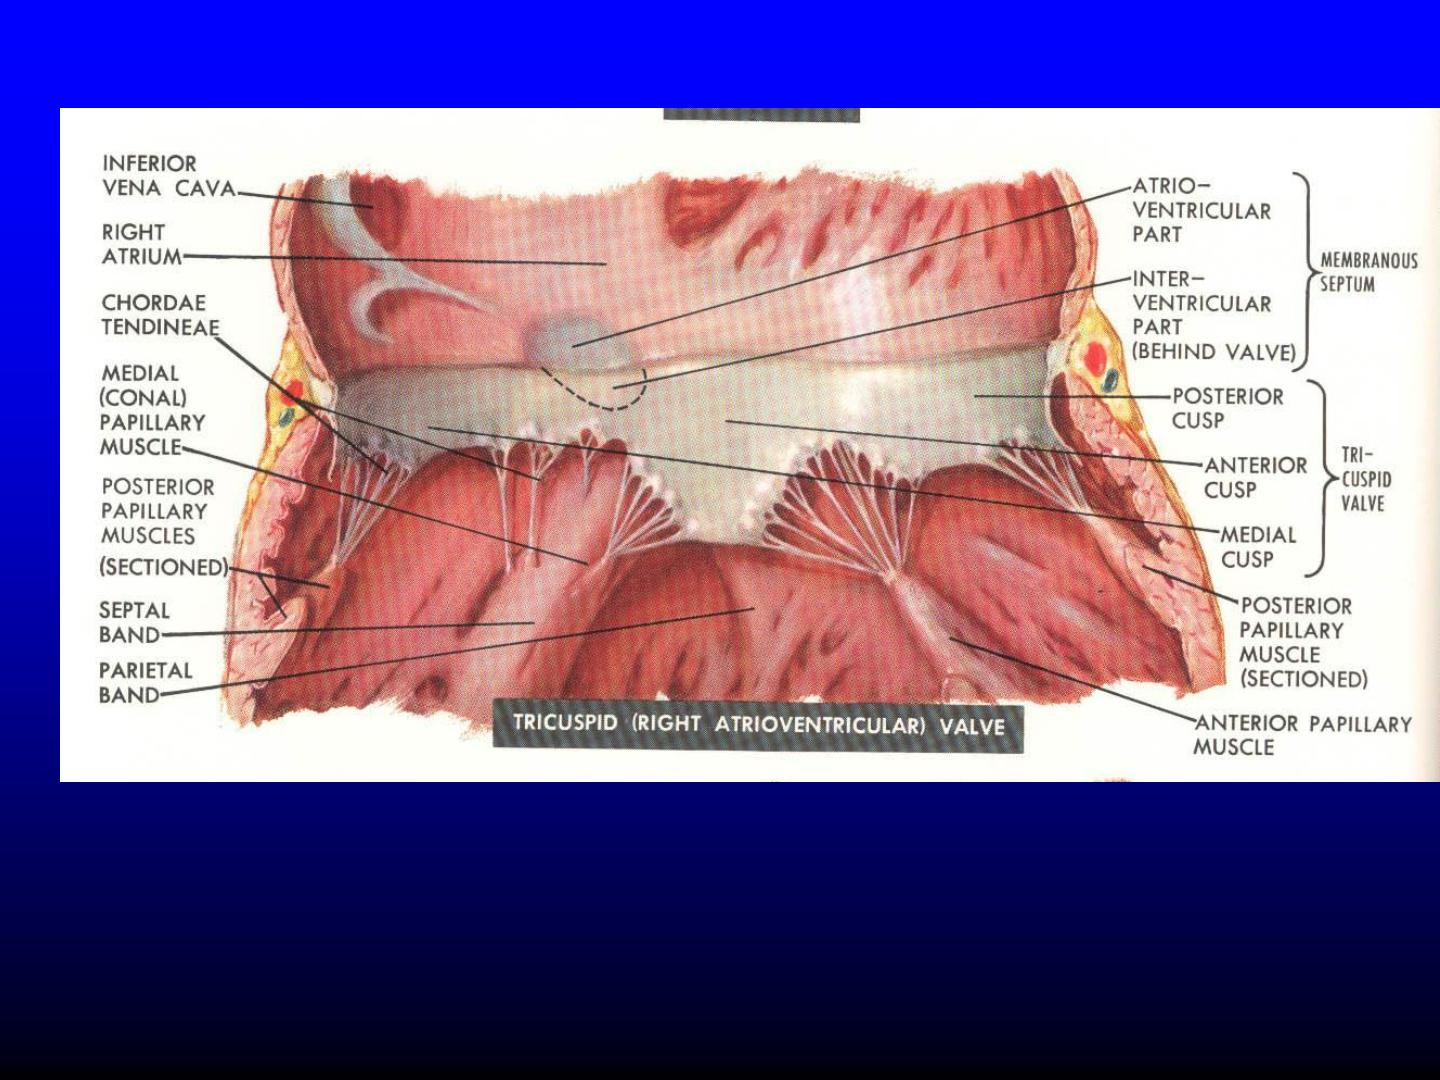 INFERIOR
VENA CAVA
RIGHT
ATRIUM
CHORDAE
TENDINEAE
MEDIAL
(CONAL)
PAPILLARY
MUSCLE
POSTERIOR
PAPILLARY
MUSCLES
(SECTIONED)
SEPTAL
BAND
PARIETAL
BAND
ATRIO-
VENTRICULAR
PART
INTER-
VENTRICULAR
PART
(BEHIND VALVE)
MEMBRANOUS
SEPTUM
POSTERIOR
CUSP
ANTERIOR
CUSP
MEDIAL
CUSP
TRI-
CUSPID
VALVE
POSTERIOR
PAPILLARY
MUSCLE
(SECTIONED)
ANTERIOR PAPILLARY
MUSCLE
TRICUSPID (RIGHT ATRIOVENTRICULAR) VALVE